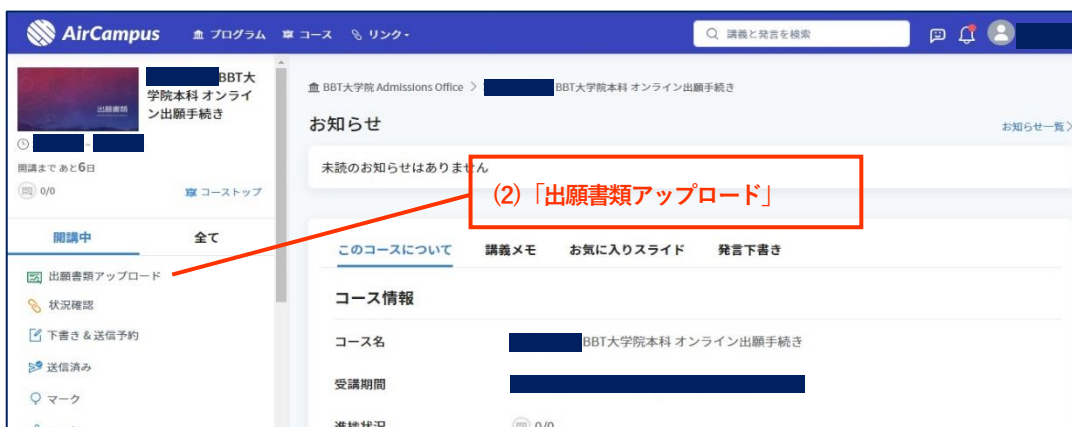 AirCampus
プログラム
コース
リンク
講義と発言を検索
BBT大
学院本科 オンライ
ン出願手続き
出願書類
-
開講まで あと6日
0/0
コーストップ
開講中
全て
出願書類アップロード
状況確認
下書き & 送信予約
送信済み
マーク
BBT大学院 Admissions Office
BBT大学院本科 オンライン出願手続き
お知らせ
お知らせ一覧
未読のお知らせはありません
(2)「出願書類アップロード」
このコースについて
講義メモ
お気に入りスライド
発言下書き
コース情報
コース名
BBT大学院本科 オンライン出願手続き
受講期間
進捗状況
0/0